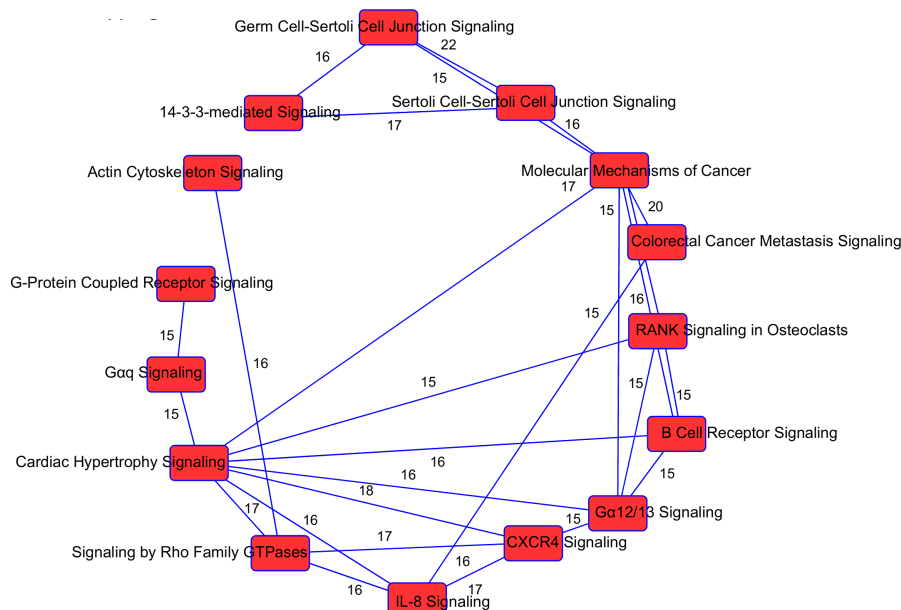 Germ Cell-Sertoli Cell Junction Signaling
22
16
15
Sertoli Cell-Sertoli Cell Junction Signaling
14-3-3-mediated Signaling
17
16
Actin Cytoskeleton Signaling
Molecular Mechanisms of Cancer
17
15
20
Colorectal Cancer Metastasis Signaling
G-Protein Coupled Receptor Signaling
16
15
RANK Signaling in Osteoclasts
15
16
Gαq Signaling
15
15
15
15
B Cell Receptor Signaling
Cardiac Hypertrophy Signaling
16
16
15
18
17
Gα12/13 Signaling
16
15
17
CXCR4 Signaling
Signaling by Rho Family GTPases
16
16
17
IL-8 Signaling